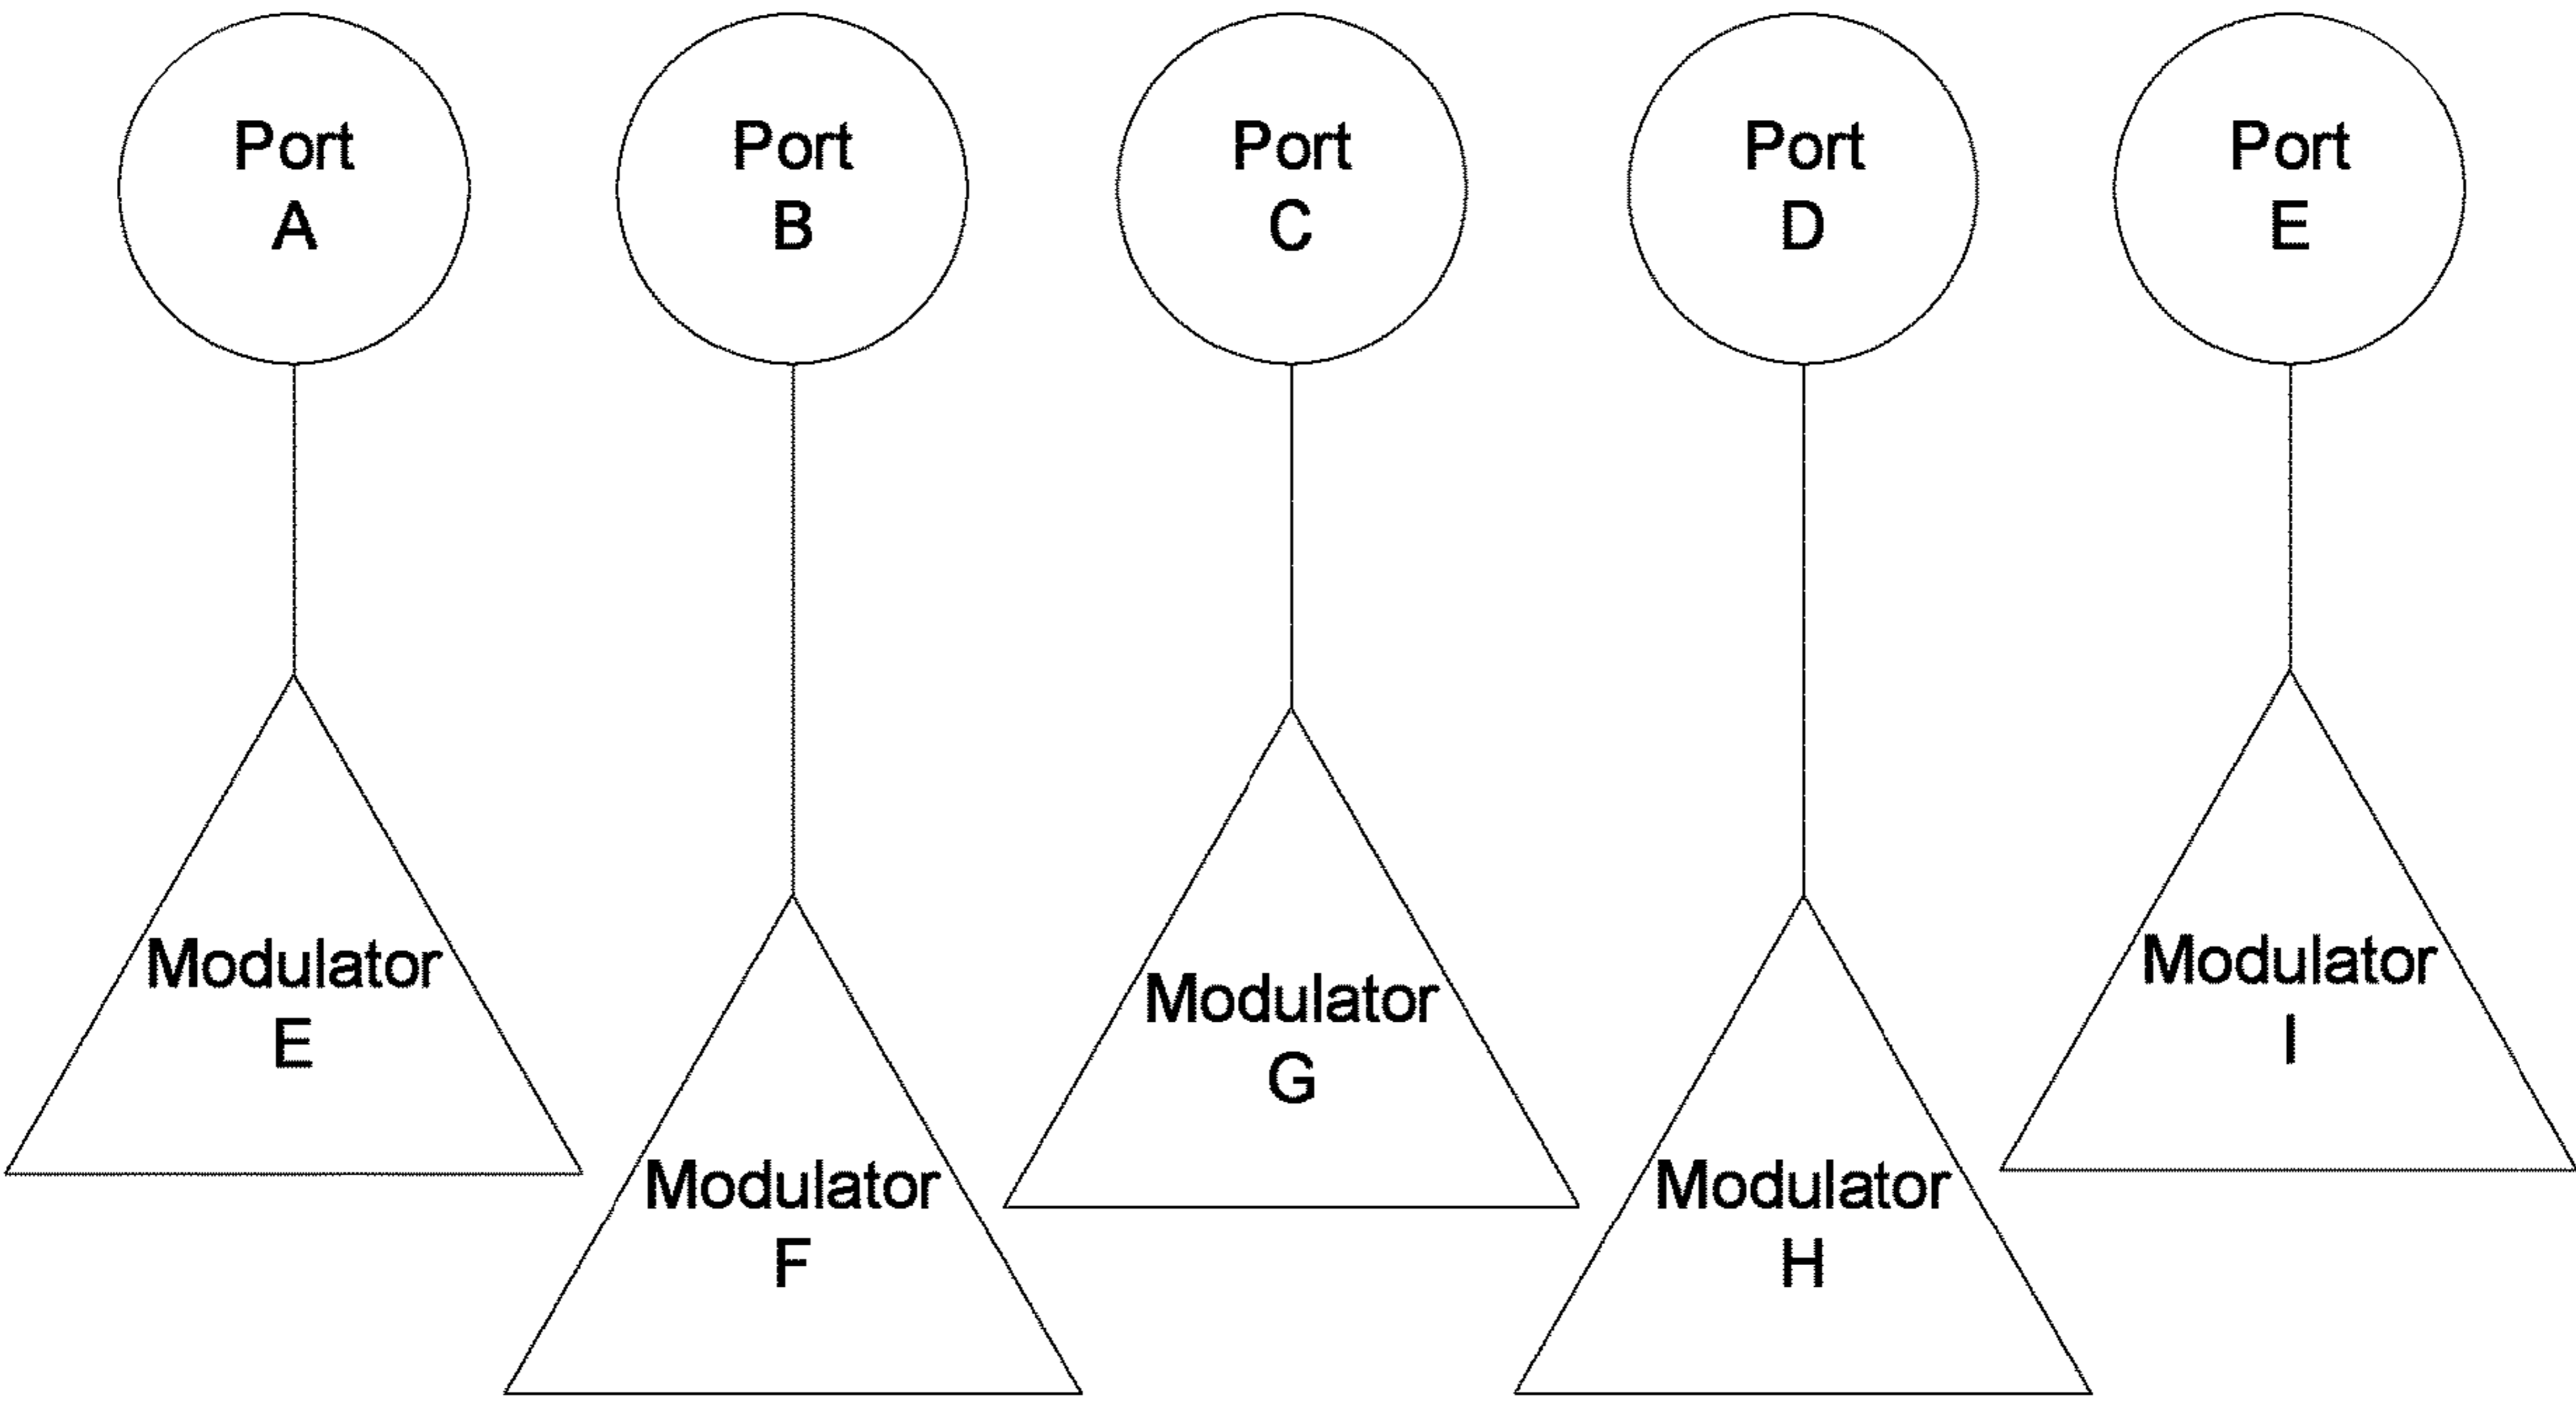 Port
A
Port
B
Port
C
Port
D
Port
E
Modulator
E
Modulator
F
Modulator
G
Modulator
H
Modulator
I